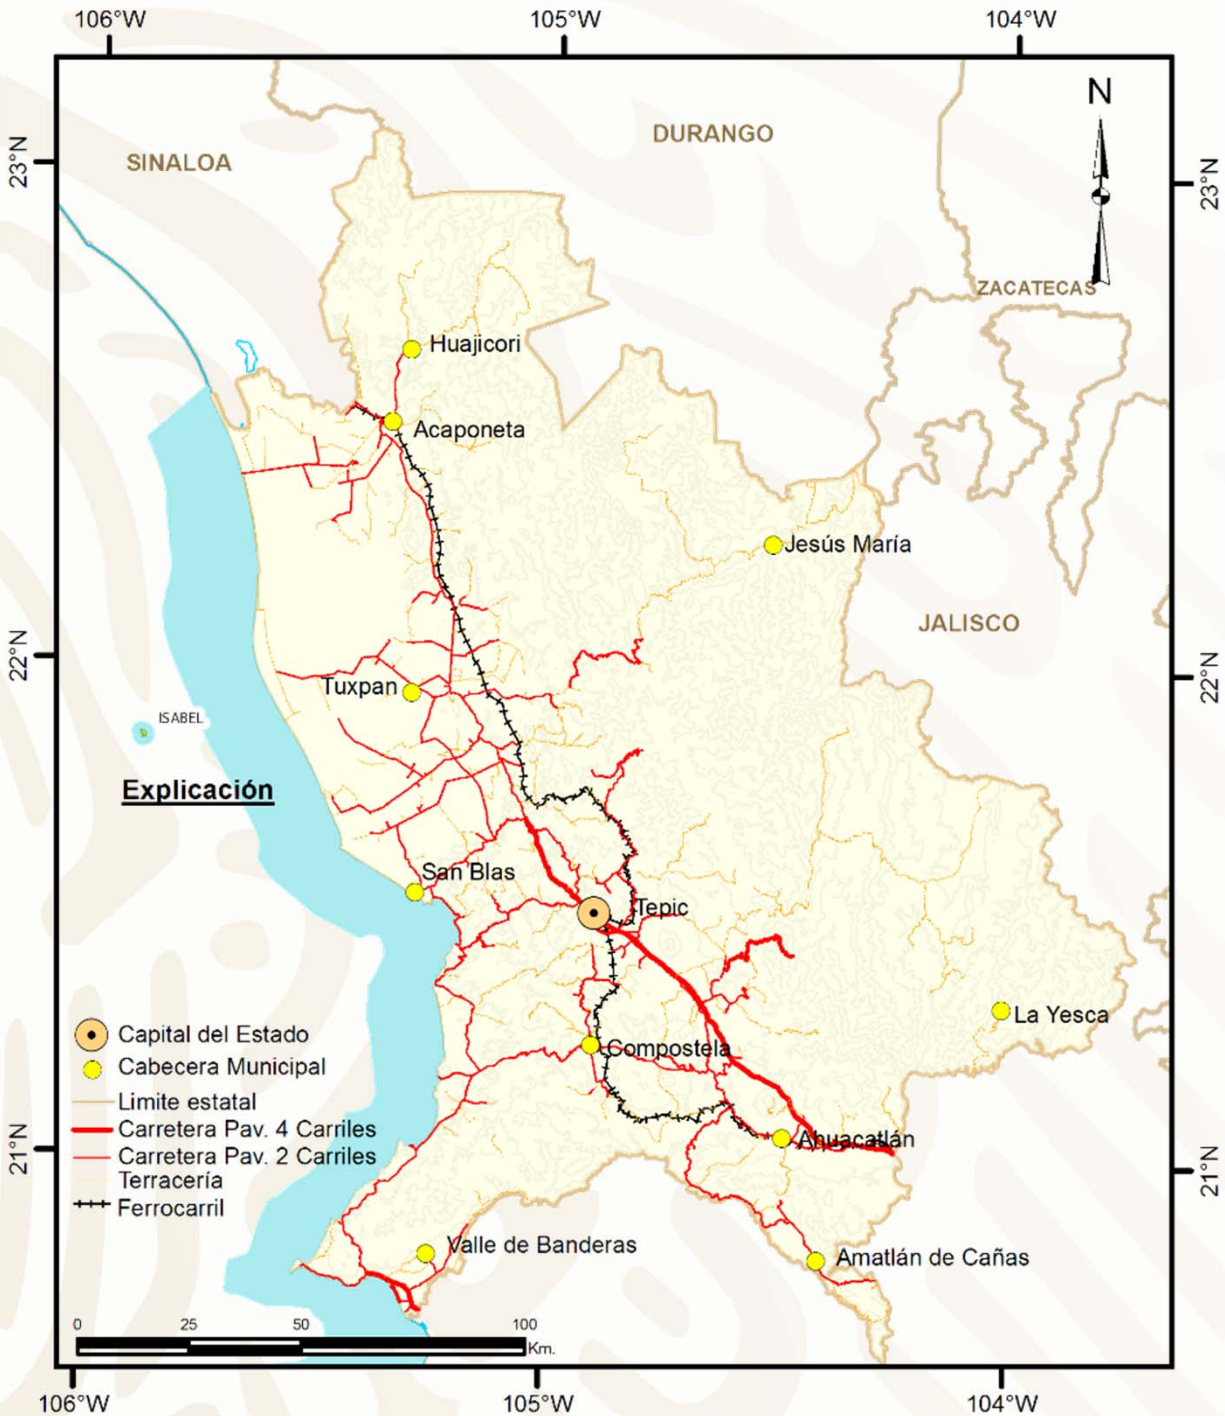 106°W
105°W
104°W
N
DURANGO
SINALOA
23°N
23°N
ZACATECAS
Huajicori
Acaponeta
Jesús María
JALISCO
22°N
22°N
Tuxpan
ISABEL
Explicación
San Blas
Tepic
La Yesca
Capital del Estado
Compostela
Cabecera Municipal
Limite estatal
Carretera Pav. 4 Carriles
Ahuacatlán
Carretera Pav. 2 Carriles
21°N
21°N
Terracería
Ferrocarril
Valle de Banderas
Amatlán de Cañas
0 25 50 100
Km.
106°W
105°W
104°W